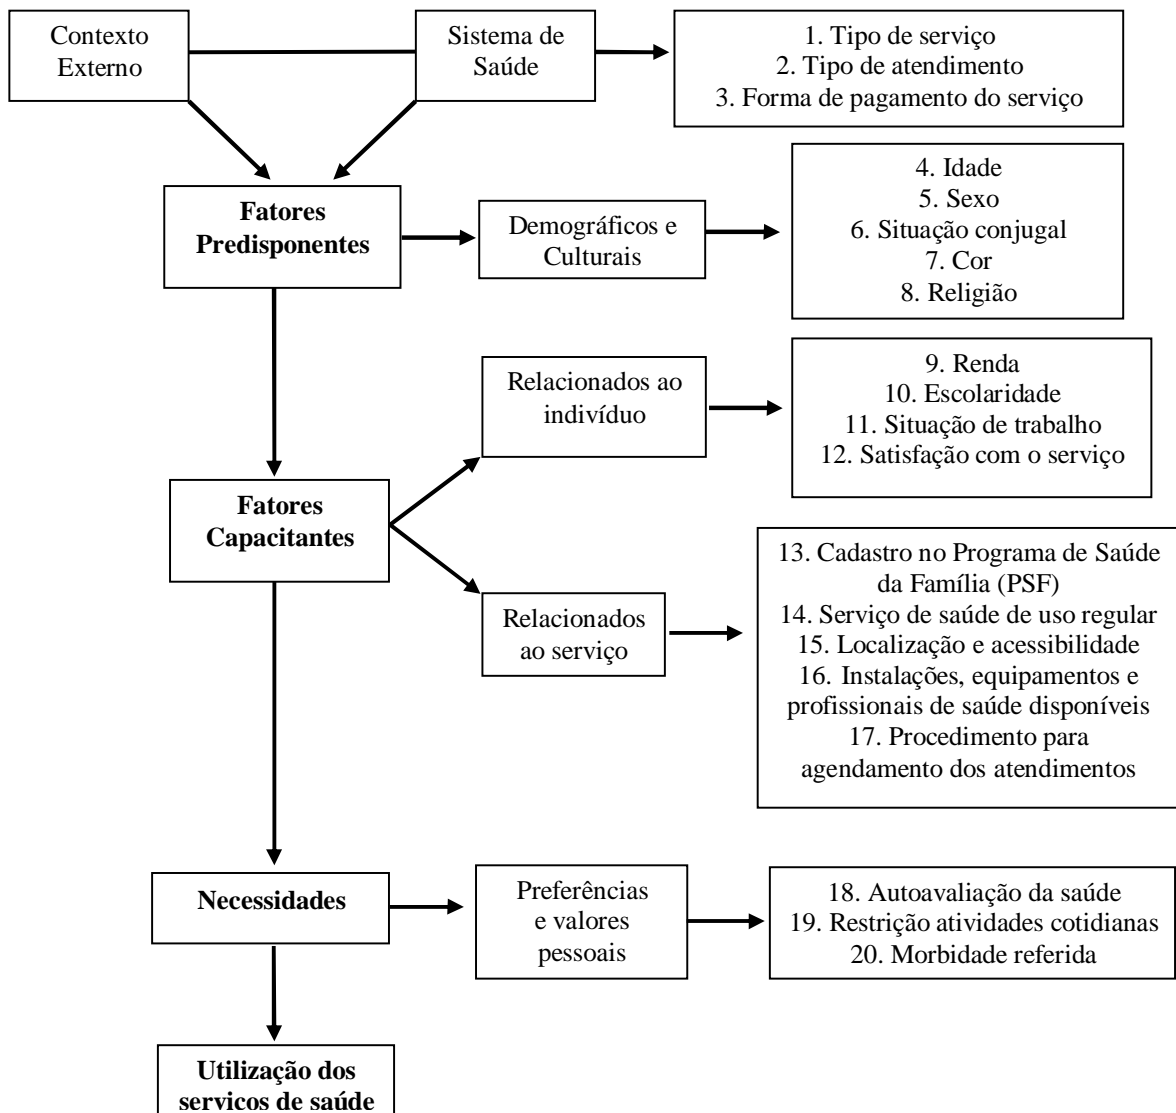 Contexto
Externo
Sistema de
Saúde
1. Tipo de serviço
2. Tipo de atendimento
3. Forma de pagamento do serviço
Fatores
Predisponentes
Demográficos e
Culturais
4. Idade
5. Sexo
6. Situação conjugal
7. Cor
8. Religião
Relacionados ao
indivíduo
9. Renda
10. Escolaridade
11. Situação de trabalho
12. Satisfação com o serviço
Fatores
Capacitantes
Relacionados
ao serviço
13. Cadastro no Programa de Saúde
da Família (PSF)
14. Serviço de saúde de uso regular
15. Localização e acessibilidade
16. Instalações, equipamentos e
profissionais de saúde disponíveis
17. Procedimento para
agendamento dos atendimentos
Necessidades
Preferências
e valores
pessoais
18. Autoavaliação da saúde
19. Restrição atividades cotidianas
20. Morbidade referida
Utilização dos
serviços de saúde